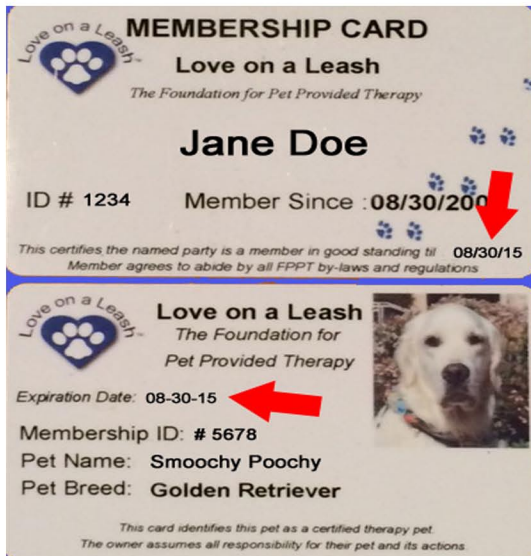 Love on a Leash
MEMBERSHIP CARD
Love on a Leash
The Foundation for Pet Provided Therapy
Jane Doe
ID # 1234
Member Since : 08/30/200
This certifies the named party is a member in good standing til 08/30/15
Member agrees to abide by all FPPT by-laws and regulations
Love on a Leash
Love on a Leash
The Foundation for
Pet Provided Therapy
Expiration Date: 08-30-15
Membership ID: # 5678
Pet Name: Smoochy Poochy
Pet Breed: Golden Retriever
This card identifies this pet as a certified therapy pet.
The owner assumes all responsibility for their pet and its actions